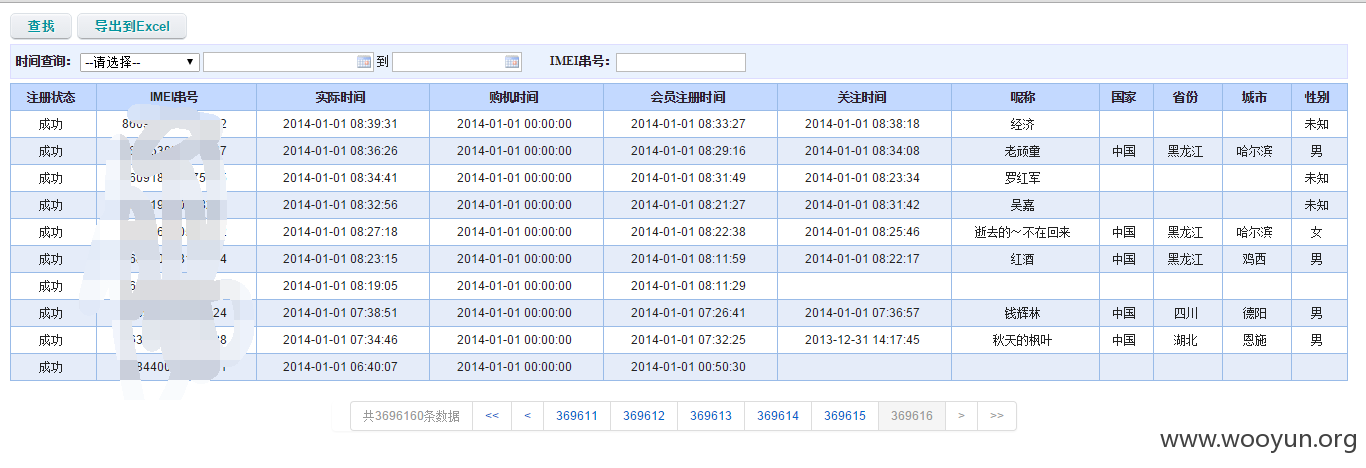 查找 导出到Excel
时间查询： --请选择-- 到 IMEI串号：
注册状态 IMEI串号 实际时间 购机时间 会员注册时间 关注时间 昵称 国家 省份 城市 性别
成功 2014-01-01 08:39:31 2014-01-01 00:00:00 2014-01-01 08:33:27 2014-01-01 08:38:18 经济 未知
成功 2014-01-01 08:36:26 2014-01-01 00:00:00 2014-01-01 08:29:16 2014-01-01 08:34:08 老顽童 中国 黑龙江 哈尔滨 男
成功 2014-01-01 08:34:41 2014-01-01 00:00:00 2014-01-01 08:31:49 2014-01-01 08:23:34 罗红军 未知
成功 2014-01-01 08:32:56 2014-01-01 00:00:00 2014-01-01 08:21:27 2014-01-01 08:31:42 吴嘉 未知
成功 2014-01-01 08:27:18 2014-01-01 00:00:00 2014-01-01 08:22:38 2014-01-01 08:25:46 逝去的～不在回来 中国 黑龙江 哈尔滨 女
成功 2014-01-01 08:23:15 2014-01-01 00:00:00 2014-01-01 08:11:59 2014-01-01 08:22:17 红酒 中国 黑龙江 鸡西 男
成功 2014-01-01 08:19:05 2014-01-01 00:00:00 2014-01-01 08:11:29
成功 2014-01-01 07:38:51 2014-01-01 00:00:00 2014-01-01 07:26:41 2014-01-01 07:36:57 钱辉林 中国 四川 德阳 男
成功 2014-01-01 07:34:46 2014-01-01 00:00:00 2014-01-01 07:32:25 2013-12-31 14:17:45 秋天的枫叶 中国 湖北 恩施 男
成功 2014-01-01 06:40:07 2014-01-01 00:00:00 2014-01-01 00:50:30
共3696160条数据 << < 369611 369612 369613 369614 369615 369616 > >>
www.wooyun.org